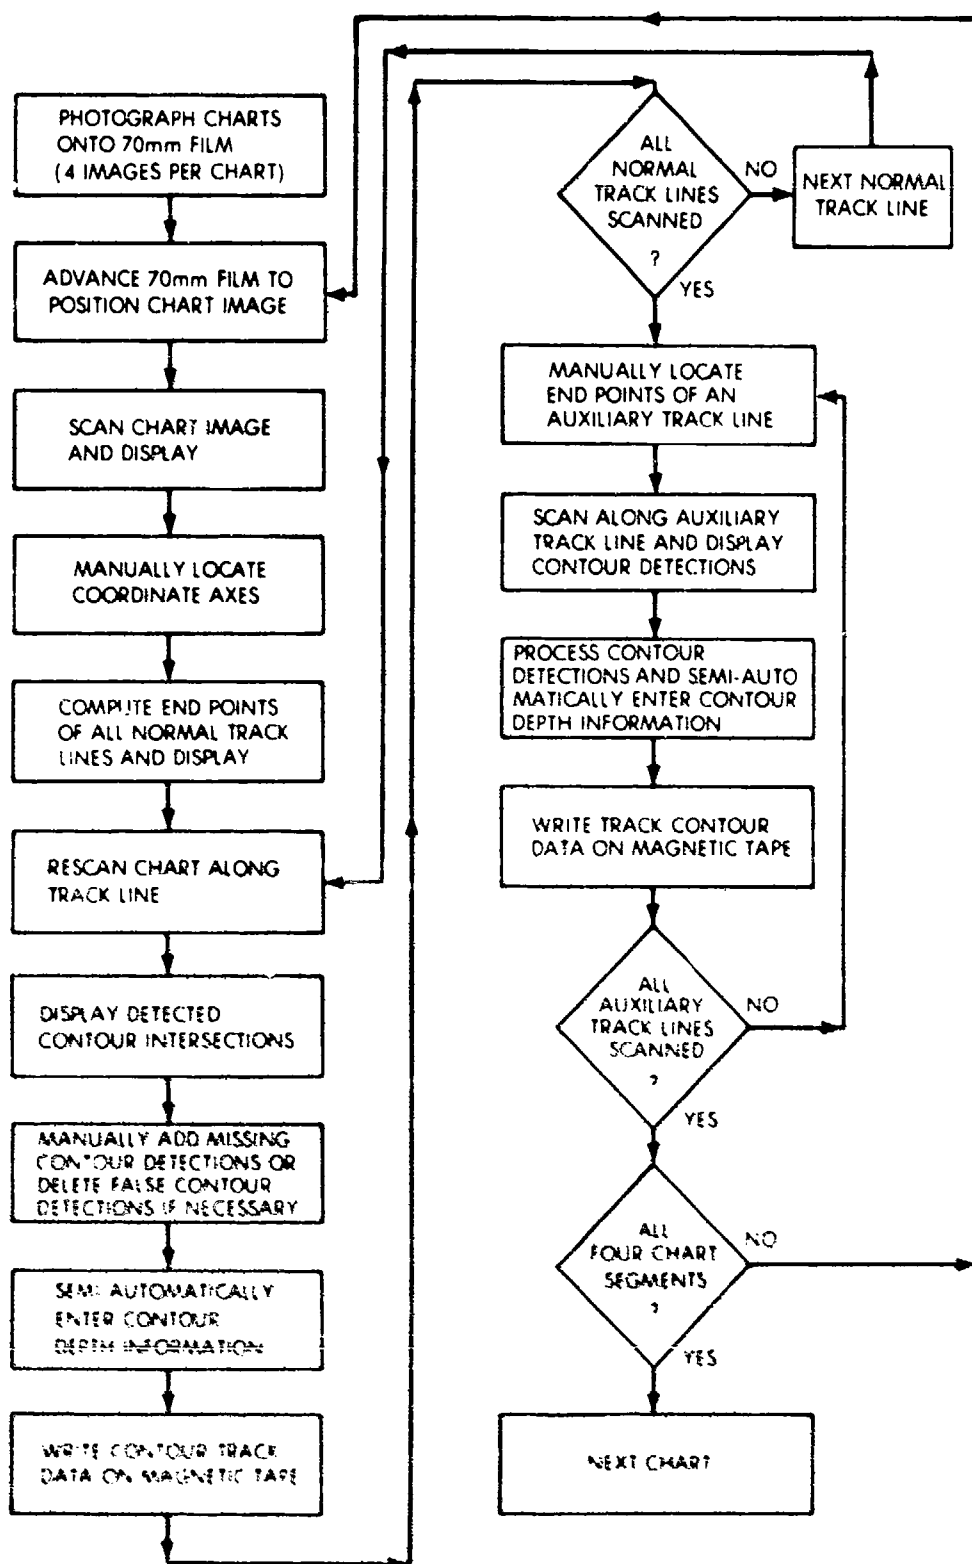 PHOTOGRAPH CHARTS
ONTO 70mm FILM
(4 IMAGES PER CHART)
ADVANCE 70mm FILM TO
POSITION CHART IMAGE
SCAN CHART IMAGE
AND DISPLAY
MANUALLY LOCATE
COORDINATE AXES
COMPUTE END POINTS
OF ALL NORMAL TRACK
LINES AND DISPLAY
RESCAN CHART ALONG
TRACK LINE
DISPLAY DETECTED
CONTOUR INTERSECTIONS
MANUALLY ADD MISSING
CONTOUR DETECTIONS OR
DELETE FALSE CONTOUR
DETECTIONS IF NECESSARY
SEMI-AUTOMATICALLY
ENTER CONTOUR
DEPTH INFORMATION
WRITE CONTOUR TRACK
DATA ON MAGNETIC TAPE
ALL
NORMAL
TRACK LINES
SCANNED
?
NO
NEXT NORMAL
TRACK LINE
YES
MANUALLY LOCATE
END POINTS OF AN
AUXILIARY TRACK LINE
SCAN ALONG AUXILIARY
TRACK LINE AND DISPLAY
CONTOUR DETECTIONS
PROCESS CONTOUR
DETECTIONS AND SEMI-AUTO
MATICALLY ENTER CONTOUR
DEPTH INFORMATION
WRITE TRACK CONTOUR
DATA ON MAGNETIC TAPE
ALL
AUXILIARY
TRACK LINES
SCANNED
?
NO
YES
ALL
FOUR CHART
SEGMENTS
?
NO
YES
NEXT CHART